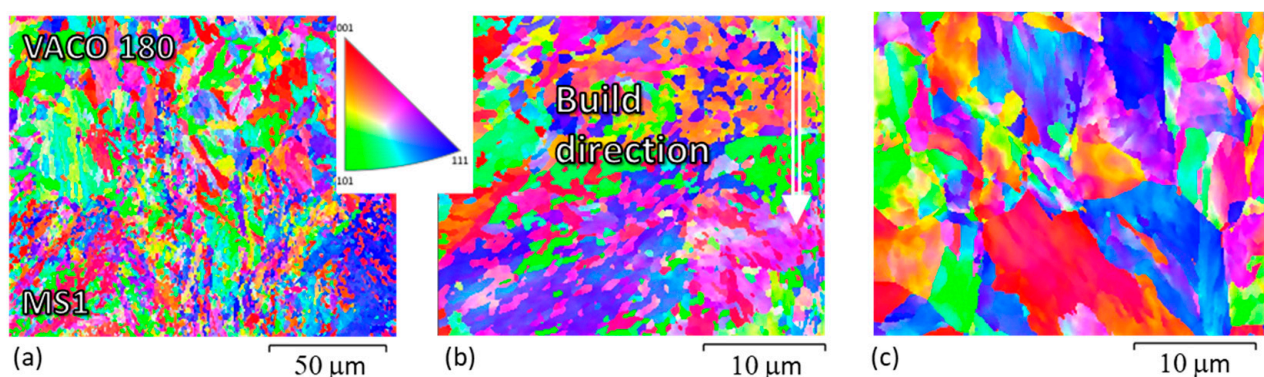 VACO 180
MS1
001
101
111
Build
direction
(a)
50 μm
(b)
10 μm
(c)
10 μm